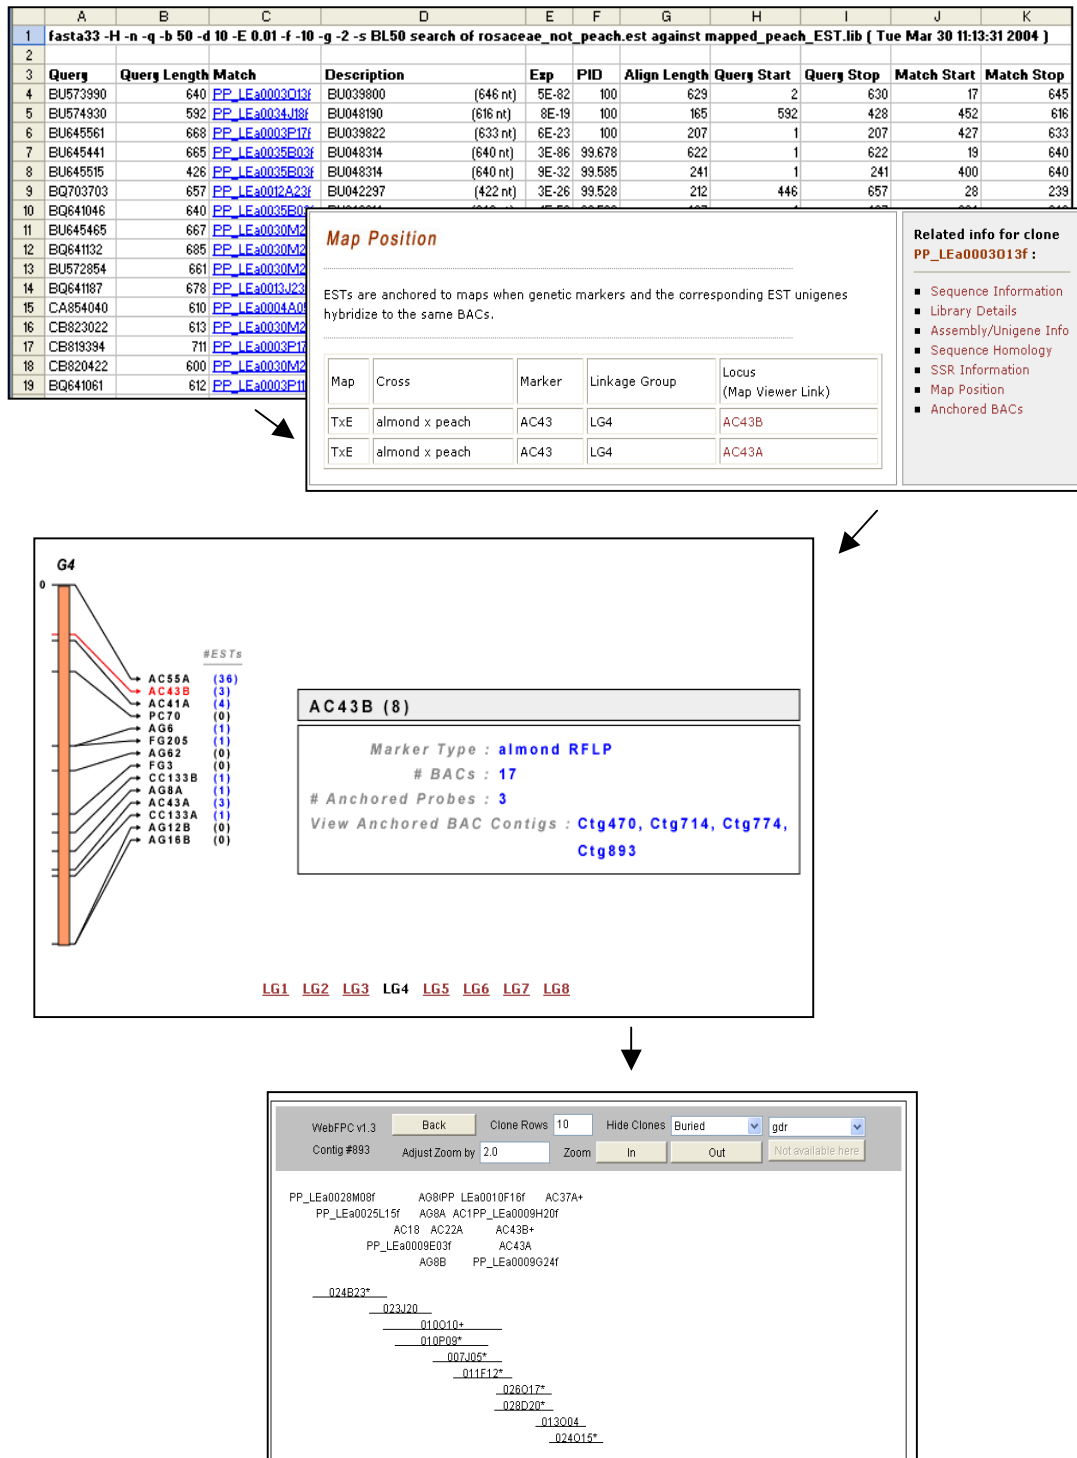 A B C D E F G H I J K
1 fasta33 -H -n -q -b 50 -d 10 -E 0.01 -f -10 -g -2 -s BL50 search of rosaceae_not_peach.est against mapped_peach_EST.lib ( Tue Mar 30 11:13:31 2004 )
2
3 Query Query Length Match Description Exp PID Align Length Query Start Query Stop Match Start Match Stop
4 BU573990 640 PP_LEa0003O13f BU039800 (646 nt) 5E-82 100 629 2 630 17 645
5 BU574930 592 PP_LEa0034J18f BU048190 (616 nt) 8E-19 100 165 592 428 452 616
6 BU645561 668 PP_LEa0003P17f BU039822 (633 nt) 6E-23 100 207 1 207 427 633
7 BU645441 665 PP_LEa0035B03f BU048314 (640 nt) 3E-86 99.678 622 1 622 19 640
8 BU645515 426 PP_LEa0035B03f BU048314 (640 nt) 9E-32 99.585 241 1 241 400 640
9 BQ703703 657 PP_LEa0012A23f BU042297 (422 nt) 3E-26 99.528 212 446 657 28 239
10 BQ641046 640 PP_LEa0035B03f
11 BU645465 667 PP_LEa0030M2
12 BQ641132 685 PP_LEa0030M2
13 BU572854 661 PP_LEa0030M2
14 BQ641187 678 PP_LEa0013J23
15 CA854040 610 PP_LEa0004A0
16 CB823022 613 PP_LEa0030M2
17 CB819394 711 PP_LEa0003P17
18 CB820422 600 PP_LEa0030M2
19 BQ641061 612 PP_LEa0003P11
Map Position
ESTs are anchored to maps when genetic markers and the corresponding EST unigenes
hybridize to the same BACs.
Map Cross Marker Linkage Group Locus
(Map Viewer Link)
TxE almond x peach AC43 LG4 AC43B
TxE almond x peach AC43 LG4 AC43A
Related info for clone
PP_LEa0003O13f :
Sequence Information
Library Details
Assembly/Unigene Info
Sequence Homology
SSR Information
Map Position
Anchored BACs
G4
0
#ESTs
AC55A (36)
AC43B (3)
AC41A (4)
PC70 (0)
AG6 (1)
FG205 (1)
AG62 (0)
FG3 (0)
CC133B (1)
AG8A (1)
AC43A (3)
CC133A (1)
AG12B (0)
AG16B (0)
AC43B (8)
Marker Type : almond RFLP
# BACs : 17
# Anchored Probes : 3
View Anchored BAC Contigs : Ctg470, Ctg714, Ctg774,
Ctg893
LG1 LG2 LG3 LG4 LG5 LG6 LG7 LG8
WebFPC v1.3 Back Clone Rows 10 Hide Clones Buried gdr
Contig #893 Adjust Zoom by 2.0 Zoom In Out Not available here
PP_LEa0028M08f AG8(PP LEa0010F16f AC37A+
PP_LEa0025L15f AG8A AC1PP_LEa0009H20f
AC18 AC22A AC43B+
PP_LEa0009E03f AC43A
AG8B PP_LEa0009G24f
024B23*
023J20
010O10+
010P09*
007J05*
011F12*
026O17*
028D20*
013O04
024O15*